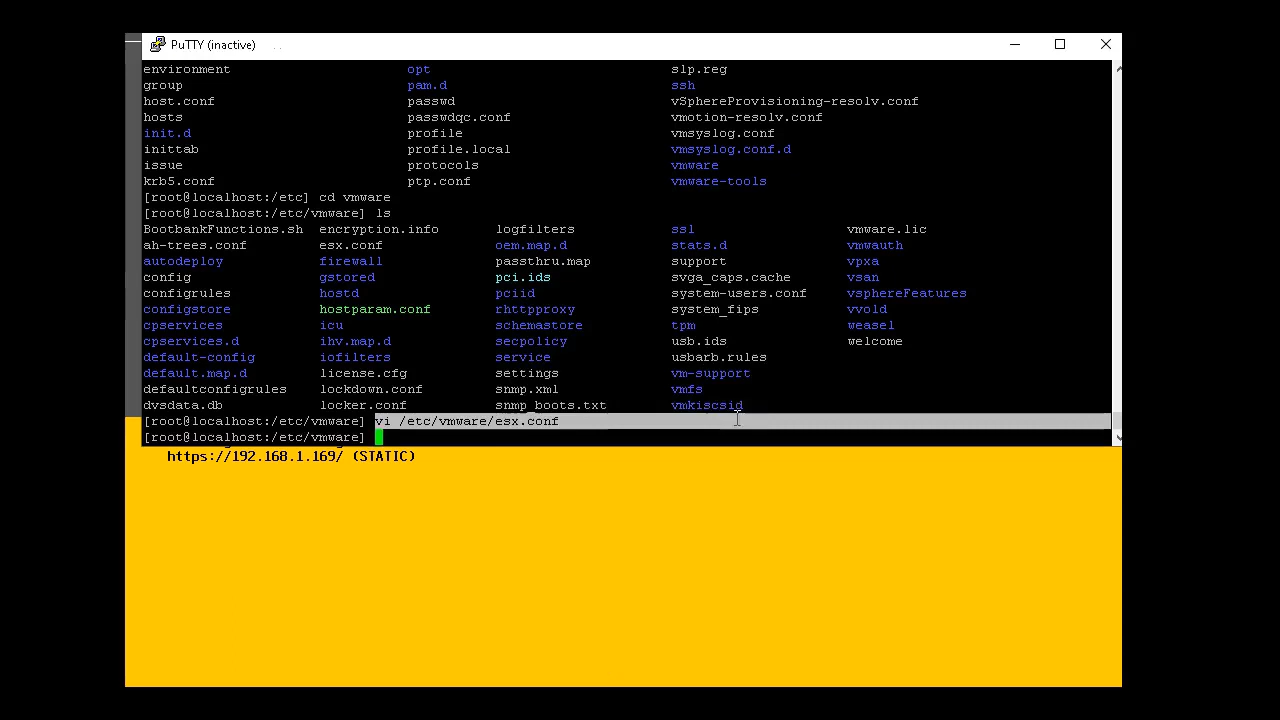 PuTTY (inactive)
environment opt slp.reg
group pam.d ssh
host.conf passwd vSphereProvisioning-resolv.conf
hosts passwdqc.conf vmotion-resolv.conf
init.d profile vmsyslog.conf
inittab profile.local vmsyslog.conf.d
issue protocols vmware
krb5.conf ptp.conf vmware-tools
[root@localhost:/etc] cd vmware
[root@localhost:/etc/vmware] ls
BootbankFunctions.sh encryption.info logfilters ssl vmware.lic
ah-trees.conf esx.conf oem.map.d stats.d vmwauth
autodeploy firewall passthru.map support vpxa
config gstored pci.ids svga_caps.cache vsan
configrules hostd pciid system-users.conf vsphereFeatures
configstore hostparam.conf rhttpproxy system_fips vvold
cpservices icu schemastore tpm weasel
cpservices.d ihv.map.d secpolicy usb.ids welcome
default-config iofilters service usbarb.rules
default.map.d license.cfg settings vm-support
defaultconfigrules lockdown.conf snmp.xml vmfs
dvsdata.db locker.conf snmp_boots.txt vmkiscsid
[root@localhost:/etc/vmware] vi /etc/vmware/esx.conf
[root@localhost:/etc/vmware]
https://192.168.1.169/ (STATIC)